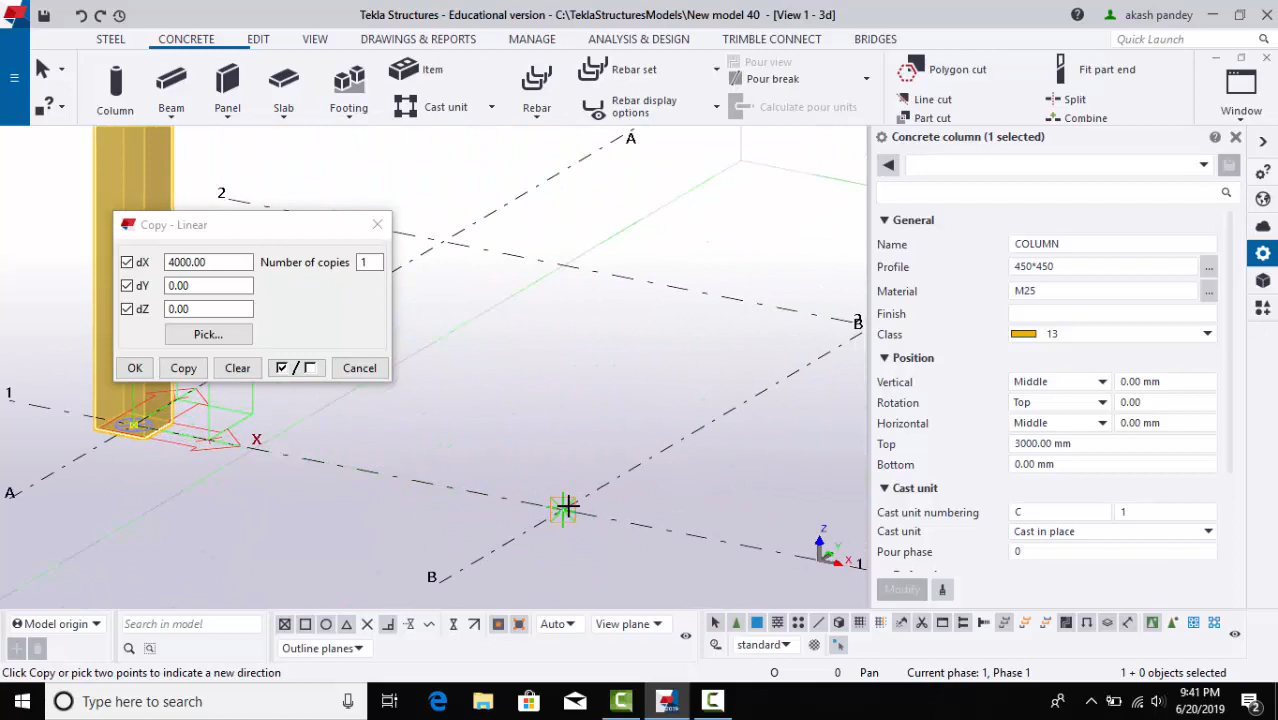 Tekla Structures - Educational version - C:\TeklaStructuresModels\New model 40 - [View 1 - 3d]
akash pandey
STEEL CONCRETE EDIT VIEW DRAWINGS & REPORTS MANAGE ANALYSIS & DESIGN TRIMBLE CONNECT BRIDGES
Quick Launch
Column
Beam
Panel
Slab
Footing
Item
Cast unit
Rebar
Rebar set
Rebar display options
Pour view
Pour break
Calculate pour units
Polygon cut
Line cut
Part cut
Fit part end
Split
Combine
Window
A
2
2
B
1
X
A
B
1
Z
Y
X
Copy - Linear
dX 4000.00 Number of copies 1
dY 0.00
dZ 0.00
Pick...
OK Copy Clear / Cancel
Concrete column (1 selected)
General
Name COLUMN
Profile 450*450 ...
Material M25 ...
Finish
Class 13
Position
Vertical Middle 0.00 mm
Rotation Top 0.00
Horizontal Middle 0.00 mm
Top 3000.00 mm
Bottom 0.00 mm
Cast unit
Cast unit numbering C 1
Cast unit Cast in place
Pour phase 0
Modify
Model origin Search in model Auto View plane
Outline planes standard
Click Copy or pick two points to indicate a new direction O 0 Pan Current phase: 1, Phase 1 1 + 0 objects selected
Type here to search
2019
9:41 PM
6/20/2019
2